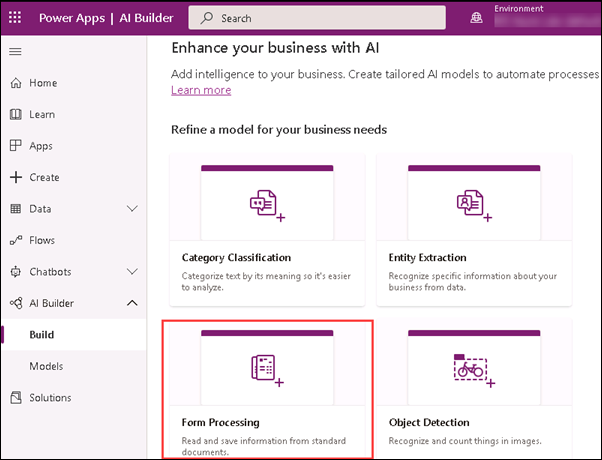 Power Apps | AI Builder
Search
Environment
Enhance your business with AI
Add intelligence to your business. Create tailored AI models to automate processes
Learn more
Home
Learn
Apps
Create
Data
Flows
Chatbots
AI Builder
Build
Models
Solutions
Refine a model for your business needs
Category Classification
Categorize text by its meaning so it's easier
to analyze.
Entity Extraction
Recognize specific information about your
business from data.
Form Processing
Read and save information from standard
documents.
Object Detection
Recognize and count things in images.